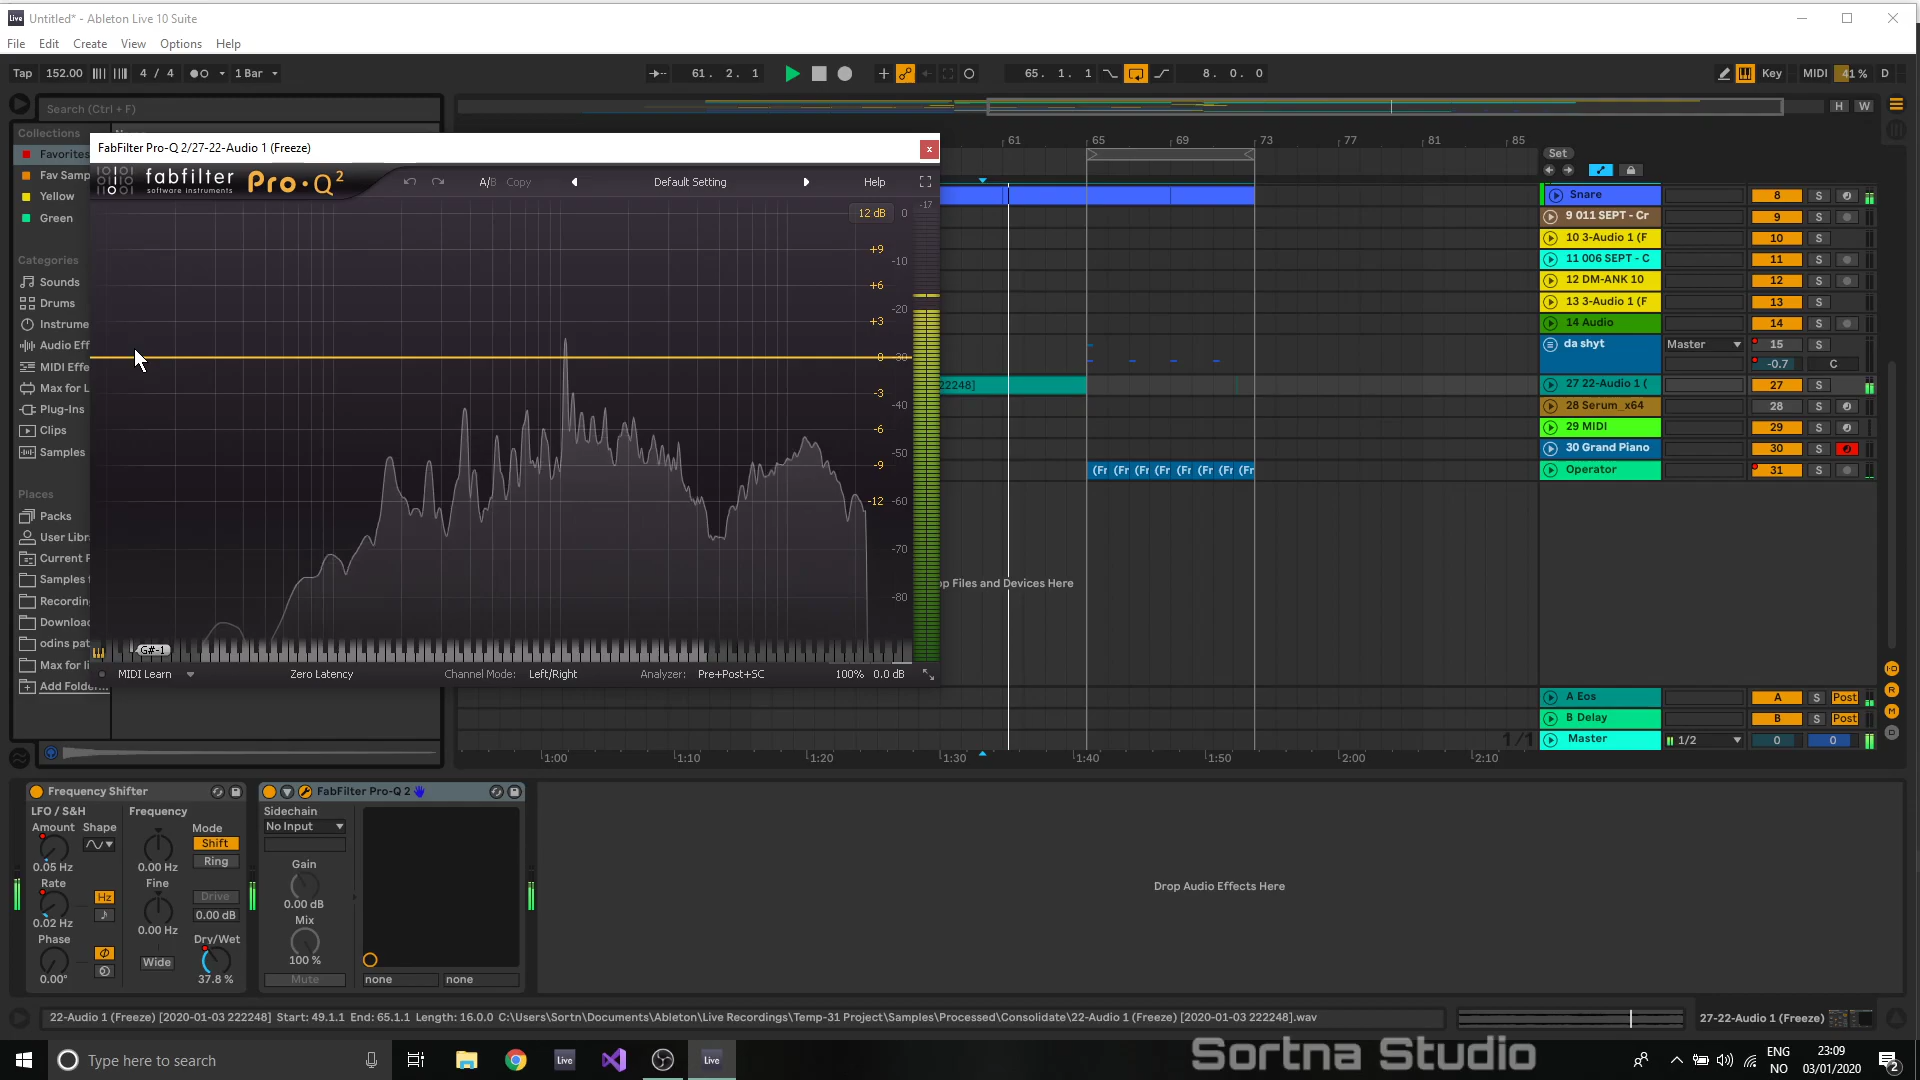 Untitled* - Ableton Live 10 Suite
File Edit Create View Options Help
Tap 152.00 4 / 4 1 Bar 61. 2. 1 65. 1. 1 8. 0. 0 Key MIDI 41 % D
Search (Ctrl + F)
H W
Collections
Favorites
Fav Samp
Yellow
Green
Categories
Sounds
Drums
Instrume
Audio Eff
MIDI Effe
Max for L
Plug-Ins
Clips
Samples
Places
Packs
User Libr
Current P
Samples f
Recording
Downloa
odins pat
Max for li
Add Folder...
FabFilter Pro-Q 2/27-22-Audio 1 (Freeze) x
fabfilter
software instruments
Pro·Q2
A/B Copy Default Setting Help
12 dB 0 -17
+9
-10
+6
+3 -20
0 -30
-3
-40
-6
-9 -50
-12 -60
-70
-80
G#-1
MIDI Learn Zero Latency Channel Mode: Left/Right Analyzer: Pre+Post+SC 100% 0.0 dB
61 65 69 73 77 81 85
Set
Snare 8 S
9 011 SEPT - Cr 9 S
10 3-Audio 1 (F 10 S
11 006 SEPT - C 11 S
12 DM-ANK 10 12 S
13 3-Audio 1 (F 13 S
14 Audio 14 S
da shyt Master 15 S
-0.7 C
22248] 27 22-Audio 1 ( 27 S
28 Serum_x64 28 S
29 MIDI 29 S
30 Grand Piano 30 S
(Fr (Fr (Fr (Fr (Fr (Fr (Fr (Fr Operator 31 S
op Files and Devices Here
A Eos A S Post
B Delay B S Post
1/1 Master 1/2 0 0
1:00 1:10 1:20 1:30 1:40 1:50 2:00 2:10
Frequency Shifter
LFO / S&H Frequency
Amount Shape Mode
Shift
0.05 Hz 0.00 Hz Ring
Rate Fine
Hz Drive
0.02 Hz 0.00 Hz 0.00 dB
Phase Dry/Wet
Wide
0.00° 37.8 %
FabFilter Pro-Q 2
Sidechain
No Input
Gain
0.00 dB
Mix
100 %
Mute none none
Drop Audio Effects Here
22-Audio 1 (Freeze) [2020-01-03 222248] Start: 49.1.1 End: 65.1.1 Length: 16.0.0 C:\Users\Sortn\Documents\Ableton\Live Recordings\Temp-31 Project\Samples\Processed\Consolidate\22-Audio 1 (Freeze) [2020-01-03 222248].wav
27-22-Audio 1 (Freeze)
Type here to search
Live
Live
Sortna Studio
ENG
NO
23:09
03/01/2020
2